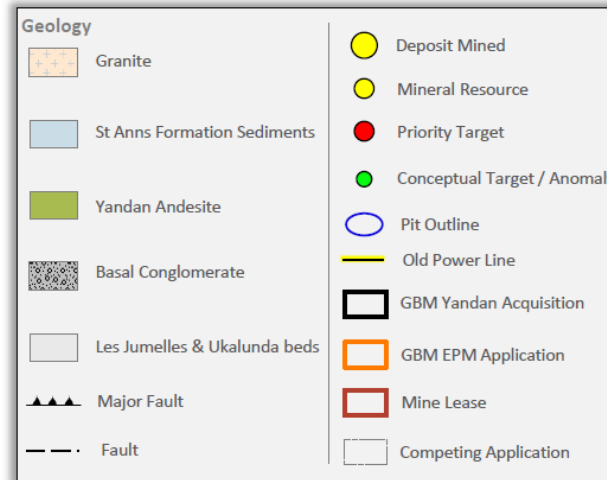 Geology
Granite
St Anns Formation Sediments
Yandan Andesite
Basal Conglomerate
Les Jumelles & Ukalunda beds
Major Fault
Fault
Deposit Mined
Mineral Resource
Priority Target
Conceptual Target / Anomal
Pit Outline
Old Power Line
GBM Yandan Acquisition
GBM EPM Application
Mine Lease
Competing Application